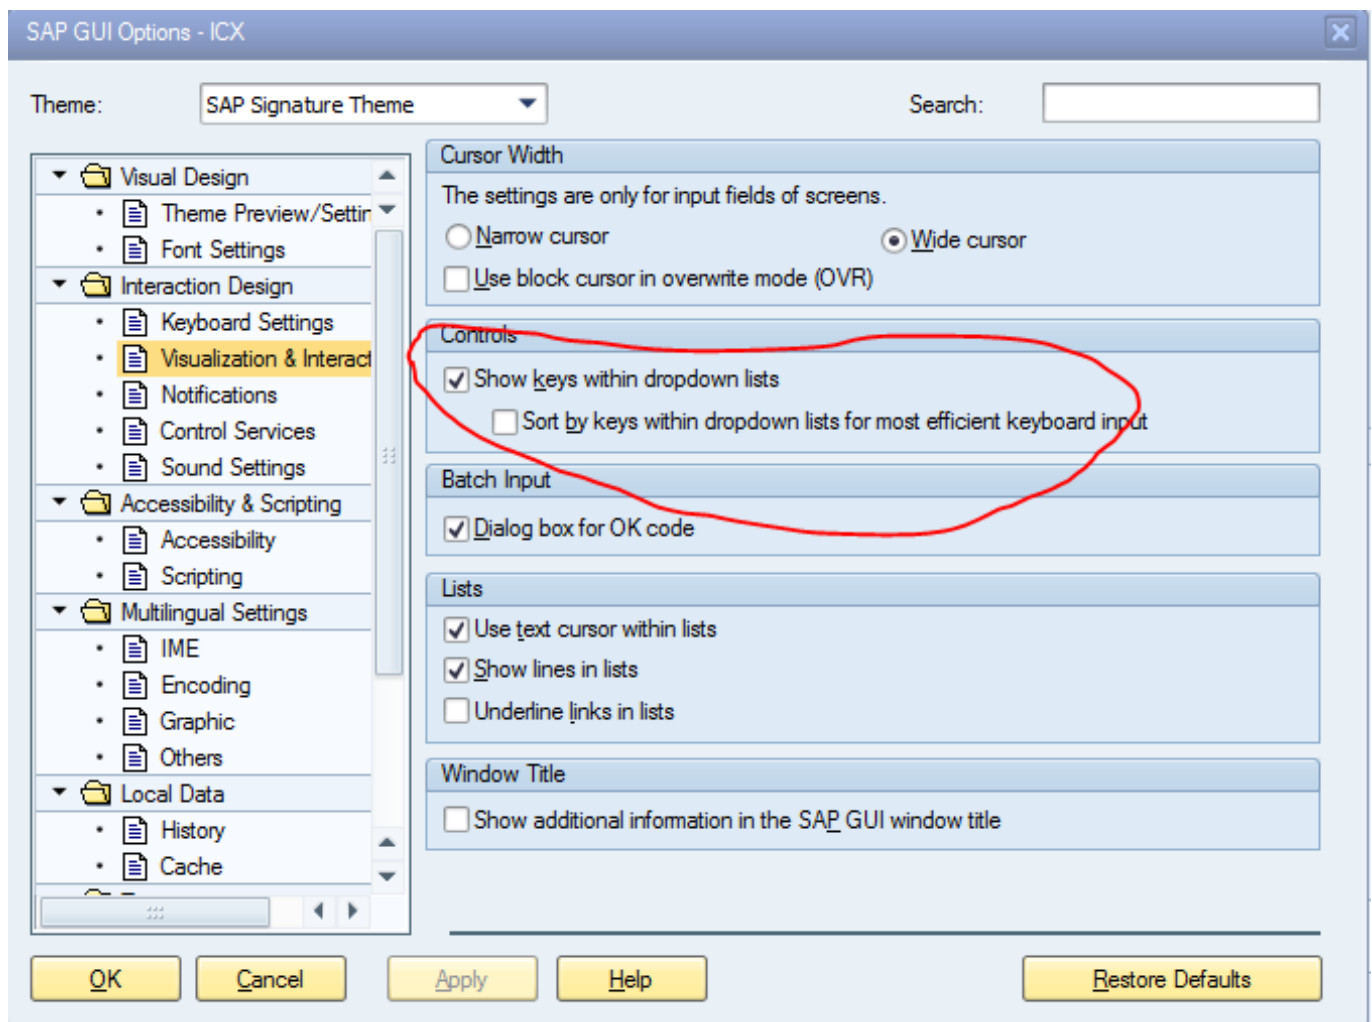 SAP GUI Options - ICX
Theme: SAP Signature Theme Search:
Visual Design
Theme Preview/Settin
Font Settings
Interaction Design
Keyboard Settings
Visualization & Interact
Notifications
Control Services
Sound Settings
Accessibility & Scripting
Accessibility
Scripting
Multilingual Settings
IME
Encoding
Graphic
Others
Local Data
History
Cache
Cursor Width
The settings are only for input fields of screens.
Narrow cursor Wide cursor
Use block cursor in overwrite mode (OVR)
Controls
Show keys within dropdown lists
Sort by keys within dropdown lists for most efficient keyboard input
Batch Input
Dialog box for OK code
Lists
Use text cursor within lists
Show lines in lists
Underline links in lists
Window Title
Show additional information in the SAP GUI window title
OK Cancel Apply Help Restore Defaults